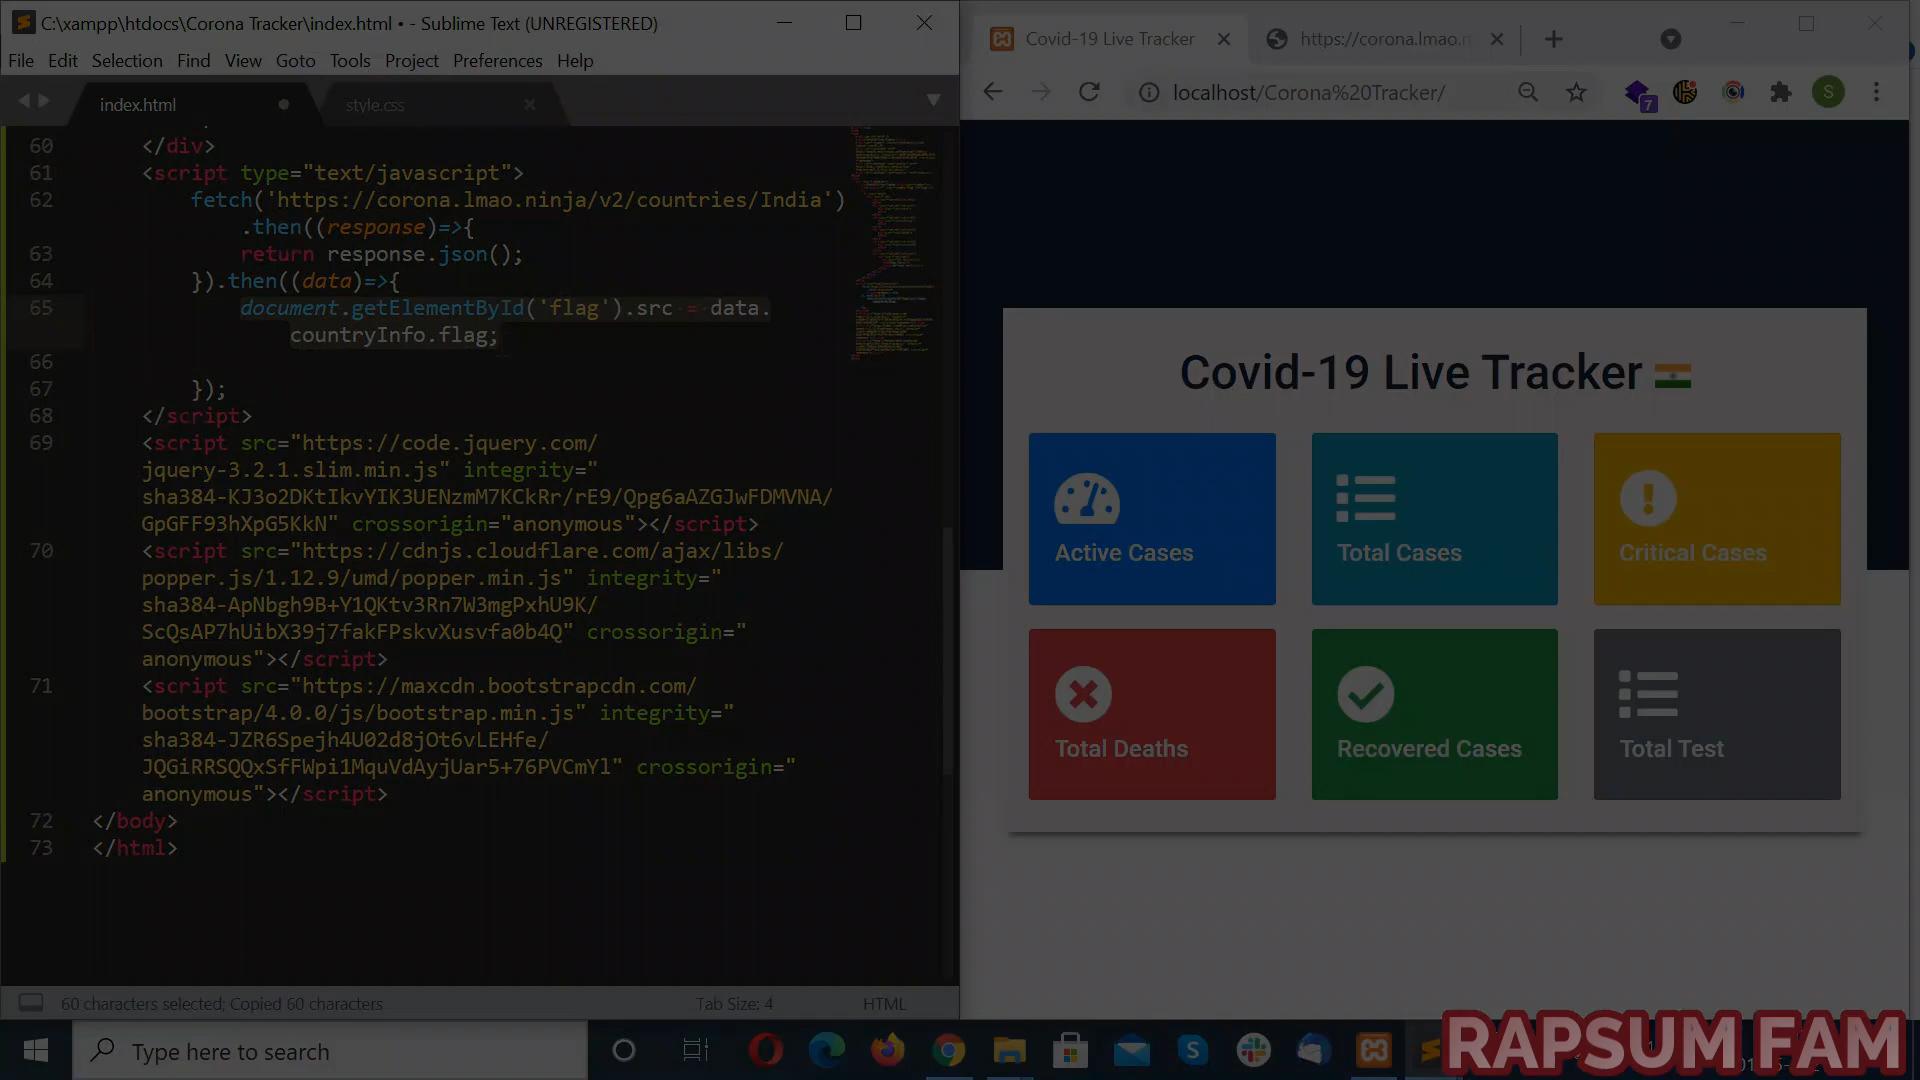 C:\xampp\htdocs\Corona Tracker\index.html • - Sublime Text (UNREGISTERED)
File Edit Selection Find View Goto Tools Project Preferences Help
index.html
style.css
60 </div>
61 <script type="text/javascript">
62 fetch('https://corona.lmao.ninja/v2/countries/India')
.then((response)=>{
63 return response.json();
64 }).then((data)=>{
65 document.getElementById('flag').src = data.
countryInfo.flag;
66
67 });
68 </script>
69 <script src="https://code.jquery.com/
jquery-3.2.1.slim.min.js" integrity="
sha384-KJ3o2DKtIkvYIK3UENzmM7KCkRr/rE9/Qpg6aAZGJwFDMVNA/
GpGFF93hXpG5KkN" crossorigin="anonymous"></script>
70 <script src="https://cdnjs.cloudflare.com/ajax/libs/
popper.js/1.12.9/umd/popper.min.js" integrity="
sha384-ApNbgh9B+Y1QKtv3Rn7W3mgPxhU9K/
ScQsAP7hUibX39j7fakFPskvXusvfa0b4Q" crossorigin="
anonymous"></script>
71 <script src="https://maxcdn.bootstrapcdn.com/
bootstrap/4.0.0/js/bootstrap.min.js" integrity="
sha384-JZR6Spejh4U02d8jOt6vLEHfe/
JQGiRRSQQxSfFWpi1MquVdAyjUar5+76PVCmYl" crossorigin="
anonymous"></script>
72 </body>
73 </html>
60 characters selected; Copied 60 characters
Tab Size: 4
HTML
Covid-19 Live Tracker
https://corona.lmao.n
localhost/Corona%20Tracker/
7
S
Covid-19 Live Tracker
Active Cases
Total Cases
Critical Cases
Total Deaths
Recovered Cases
Total Test
Type here to search
RAPSUM FAM